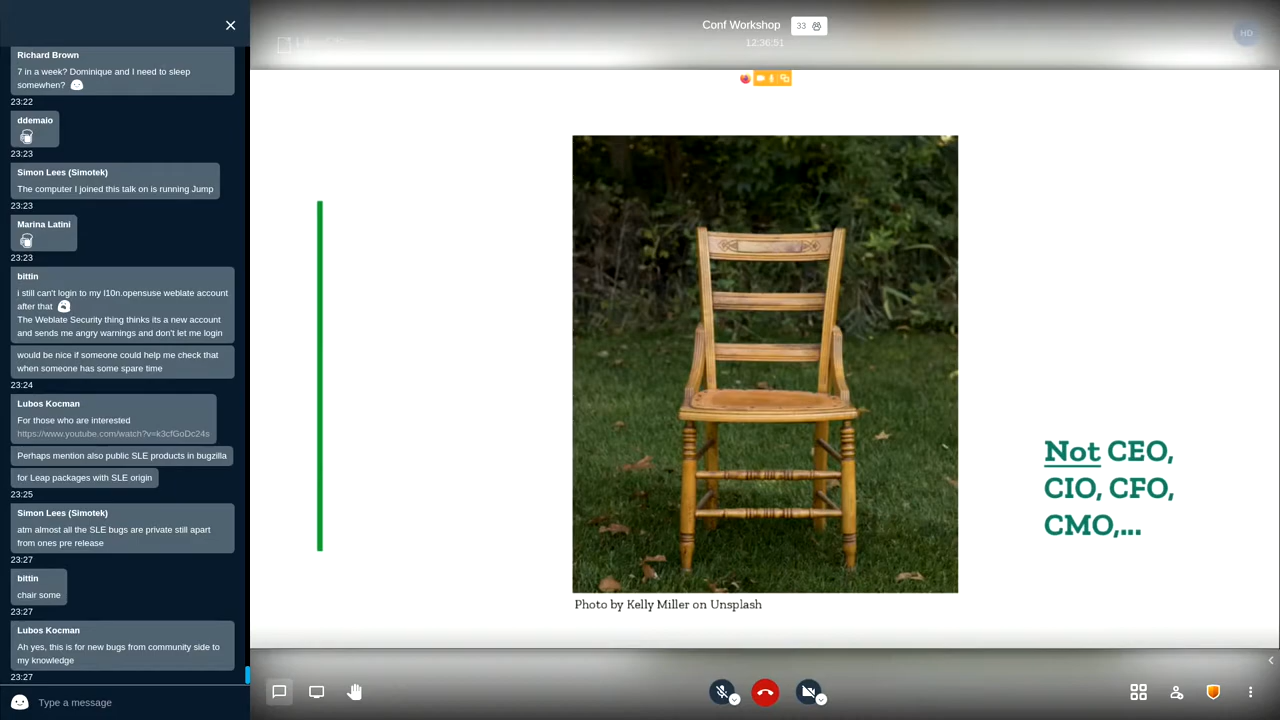 Richard Brown
7 in a week? Dominique and I need to sleep
somewhen?
23:22
ddemaio
23:23
Simon Lees (Simotek)
The computer I joined this talk on is running Jump
23:23
Marina Latini
23:23
bittin
i still can't login to my l10n.opensuse weblate account
after that
The Weblate Security thing thinks its a new account
and sends me angry warnings and don't let me login
would be nice if someone could help me check that
when someone has some spare time
23:24
Lubos Kocman
For those who are interested
https://www.youtube.com/watch?v=k3cfGoDc24s
Perhaps mention also public SLE products in bugzilla
for Leap packages with SLE origin
23:25
Simon Lees (Simotek)
atm almost all the SLE bugs are private still apart
from ones pre release
23:27
bittin
chair some
23:27
Lubos Kocman
Ah yes, this is for new bugs from community side to
my knowledge
23:27
Type a message
Conf Workshop
33
12:36:51
HD
Not CEO,
CIO, CFO,
CMO,...
Photo by Kelly Miller on Unsplash